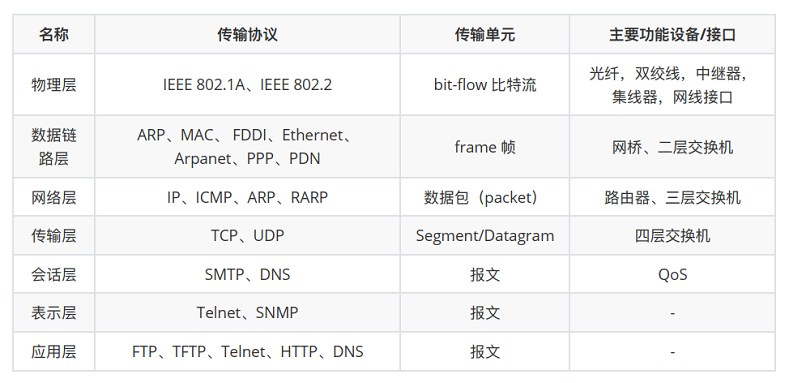 名称 传输协议 传输单元 主要功能设备/接口
物理层 IEEE 802.1A、IEEE 802.2 bit-flow 比特流 光纤，双绞线，中继器，
集线器，网线接口
数据链
路层 ARP、MAC、 FDDI、Ethernet、
Arpanet、PPP、PDN frame 帧 网桥、二层交换机
网络层 IP、ICMP、ARP、RARP 数据包（packet） 路由器、三层交换机
传输层 TCP、UDP Segment/Datagram 四层交换机
会话层 SMTP、DNS 报文 QoS
表示层 Telnet、SNMP 报文 -
应用层 FTP、TFTP、Telnet、HTTP、DNS 报文 -